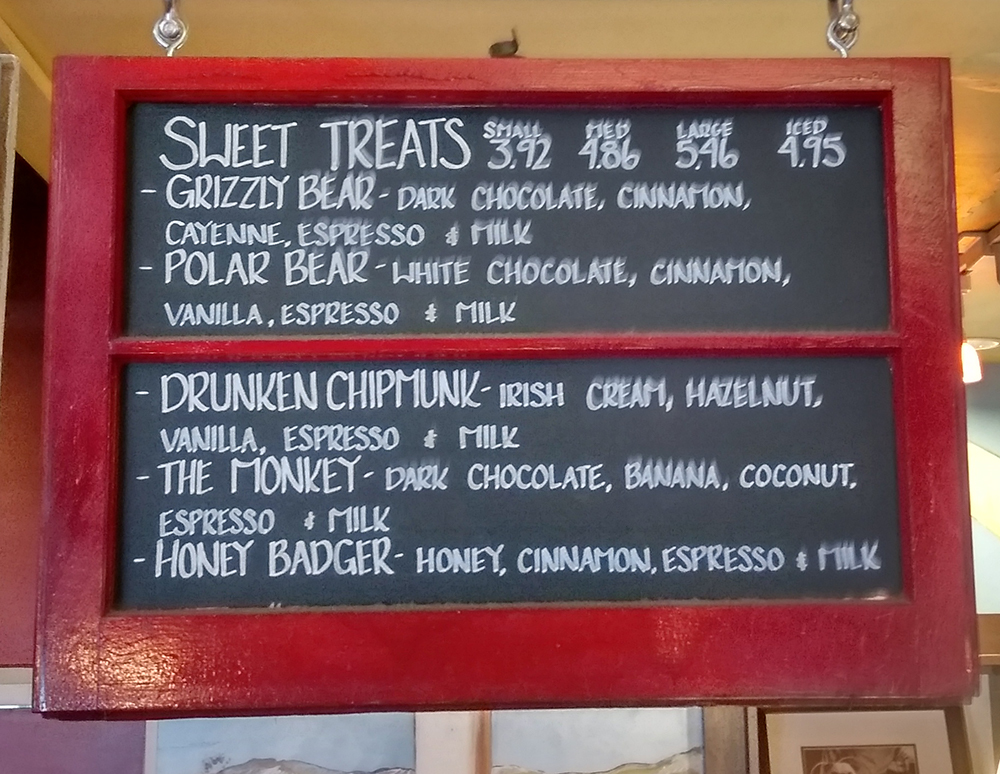 SWEET TREATS SMALL 3.92 MED 4.86 LARGE 5.46 ICED 4.95
- GRIZZLY BEAR - DARK CHOCOLATE, CINNAMON,
CAYENNE, ESPRESSO & MILK
- POLAR BEAR - WHITE CHOCOLATE, CINNAMON,
VANILLA, ESPRESSO & MILK
- DRUNKEN CHIPMUNK - IRISH CREAM, HAZELNUT,
VANILLA, ESPRESSO & MILK
- THE MONKEY - DARK CHOCOLATE, BANANA, COCONUT,
ESPRESSO & MILK
- HONEY BADGER - HONEY, CINNAMON, ESPRESSO & MILK